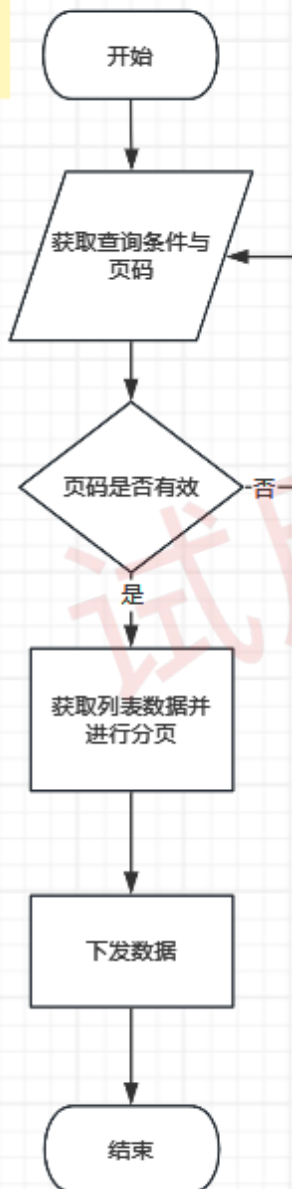 开始
获取查询条件与
页码
页码是否有效
否
是
获取列表数据并
进行分页
下发数据
结束
试